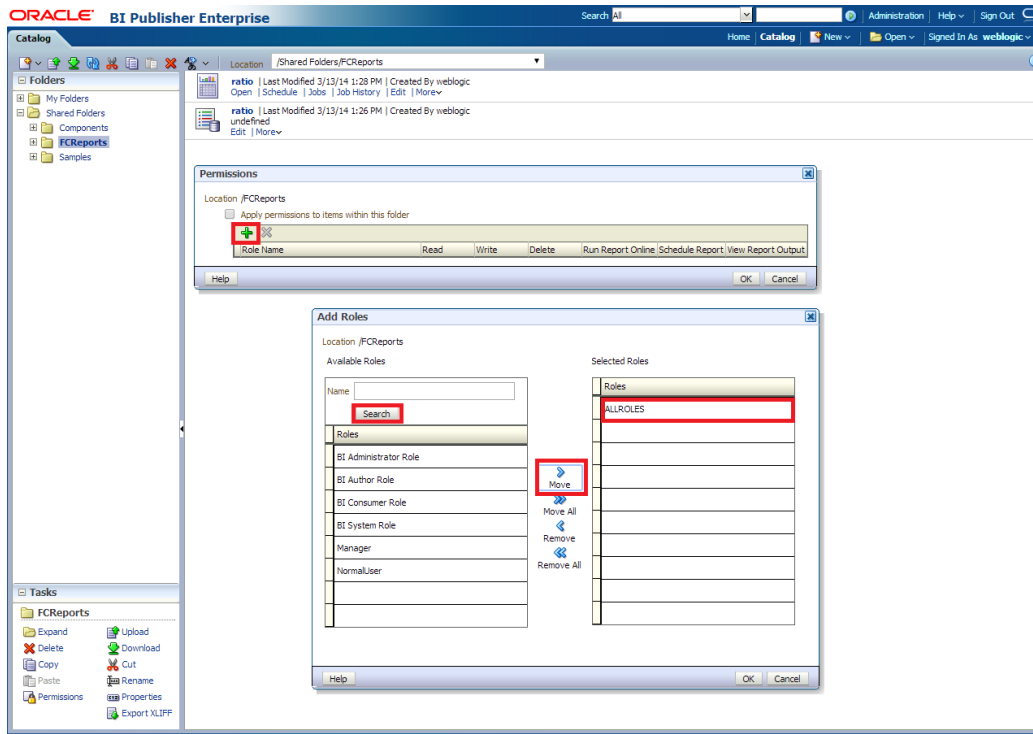 ORACLE BI Publisher Enterprise
Search All
Administration Help Sign Out
Catalog
Home Catalog New Open Signed In As weblogic
Location /Shared Folders/FCReports
Folders
My Folders
Shared Folders
Components
FCReports
Samples
ratio | Last Modified 3/13/14 1:28 PM | Created By weblogic
Open | Schedule | Jobs | Job History | Edit | More
ratio | Last Modified 3/13/14 1:26 PM | Created By weblogic
undefined
Edit | More
Permissions
Location /FCReports
Apply permissions to items within this folder
Role Name Read Write Delete Run Report Online Schedule Report View Report Output
Help OK Cancel
Add Roles
Location /FCReports
Available Roles
Name
Search
Roles
BI Administrator Role
BI Author Role
BI Consumer Role
BI System Role
Manager
NormalUser
Move
Move All
Remove
Remove All
Selected Roles
Roles
ALLROLES
Help OK Cancel
Tasks
FCReports
Expand Upload
Delete Download
Copy Cut
Paste Rename
Permissions Properties
Export XLIFF